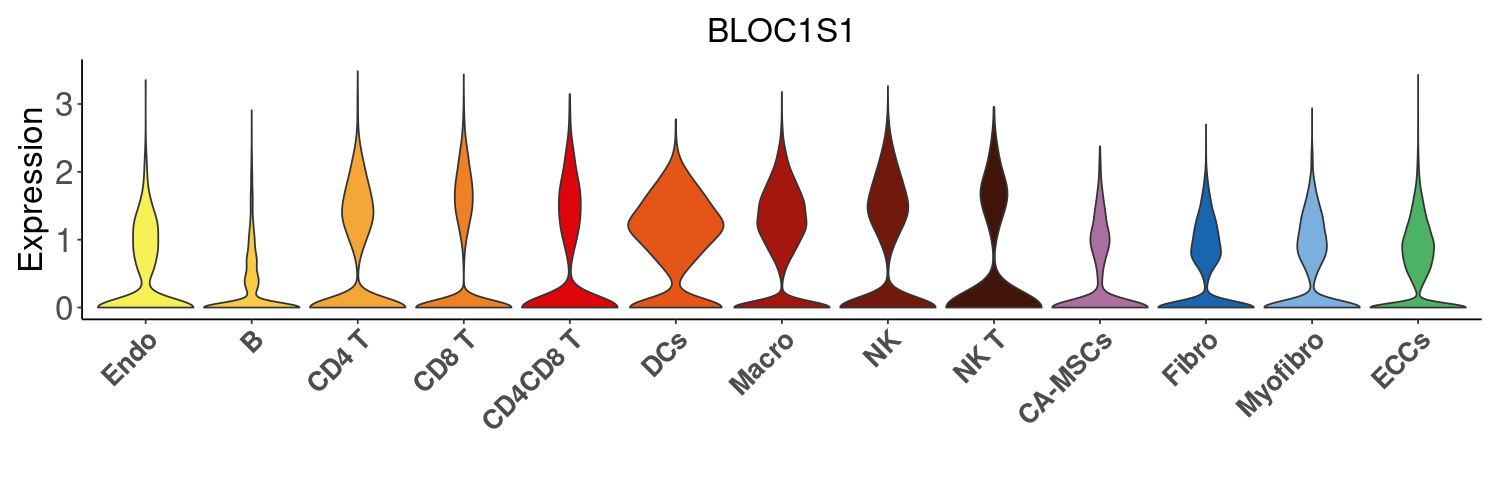 BLOC1S1
Expression
3
2
1
0
Endo
B
CD4 T
CD8 T
CD4CD8 T
DCs
Macro
NK
NK T
CA-MSCs
Fibro
Myofibro
ECCs